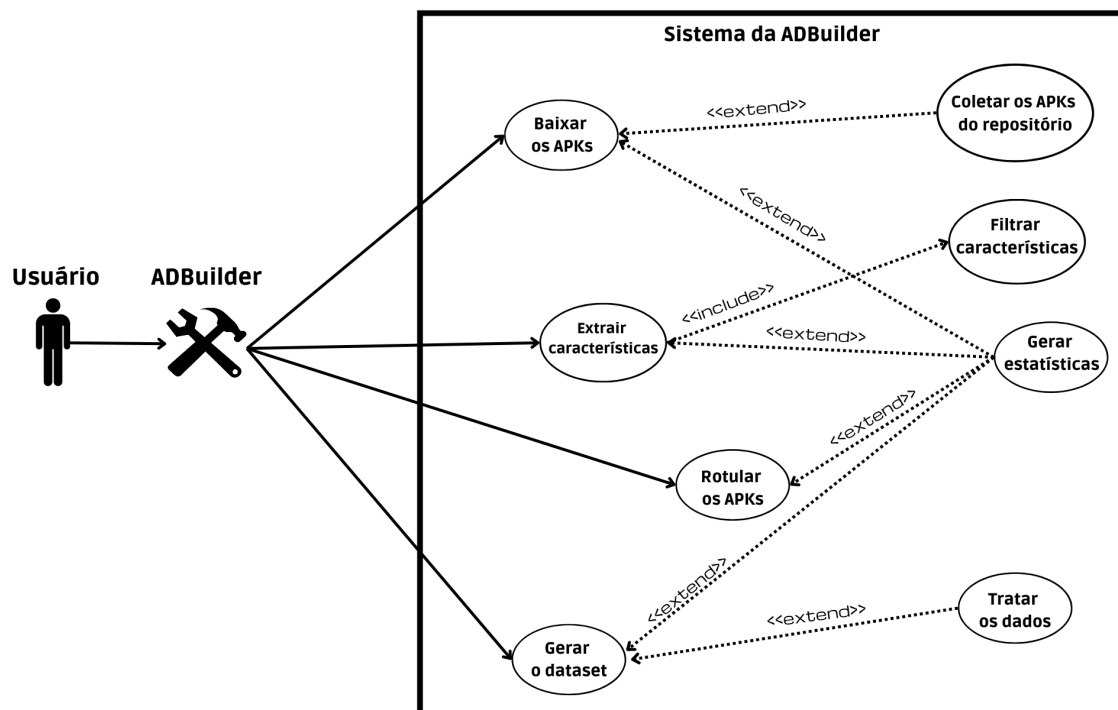 Sistema da ADBuilder
Coletar os APKs
do repositório
<<extend>>
Baixar
os APKs
<<extend>>
Filtrar
características
Usuário
ADBuilder
<<include>>
Extrair
características
<<extend>>
Gerar
estatísticas
<<extend>>
Rotular
os APKs
<<extend>>
Tratar
os dados
<<extend>>
Gerar
o dataset